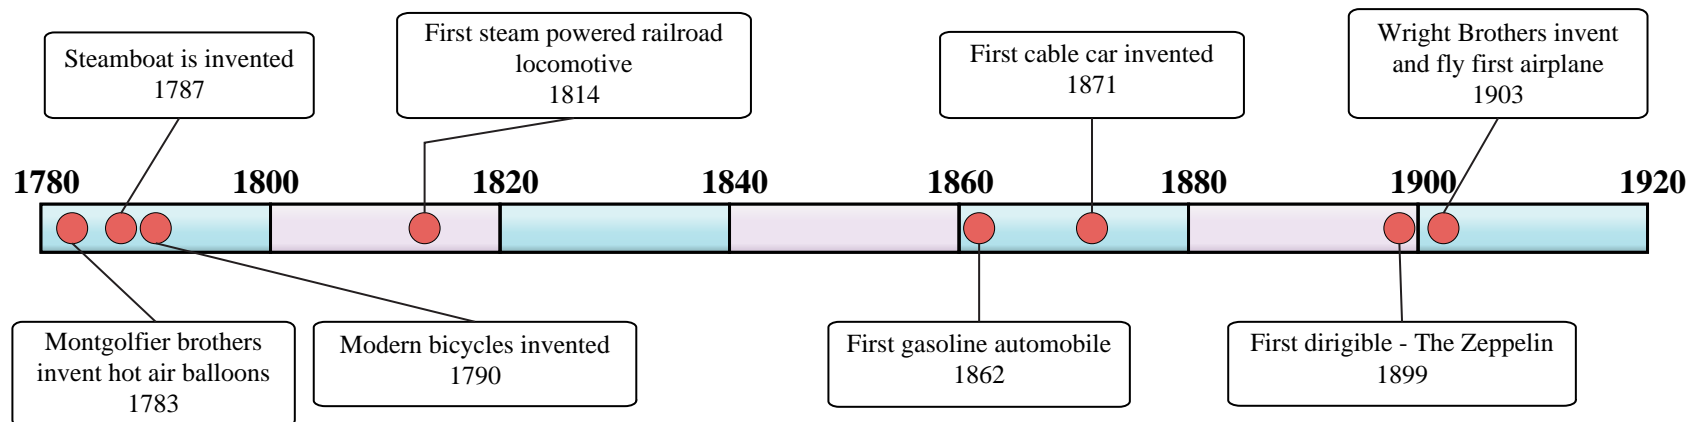 Steamboat is invented
1787
First steam powered railroad
locomotive
1814
First cable car invented
1871
Wright Brothers invent
and fly first airplane
1903
1780 1800 1820 1840 1860 1880 1900 1920
Montgolfier brothers
invent hot air balloons
1783
Modern bicycles invented
1790
First gasoline automobile
1862
First dirigible - The Zeppelin
1899